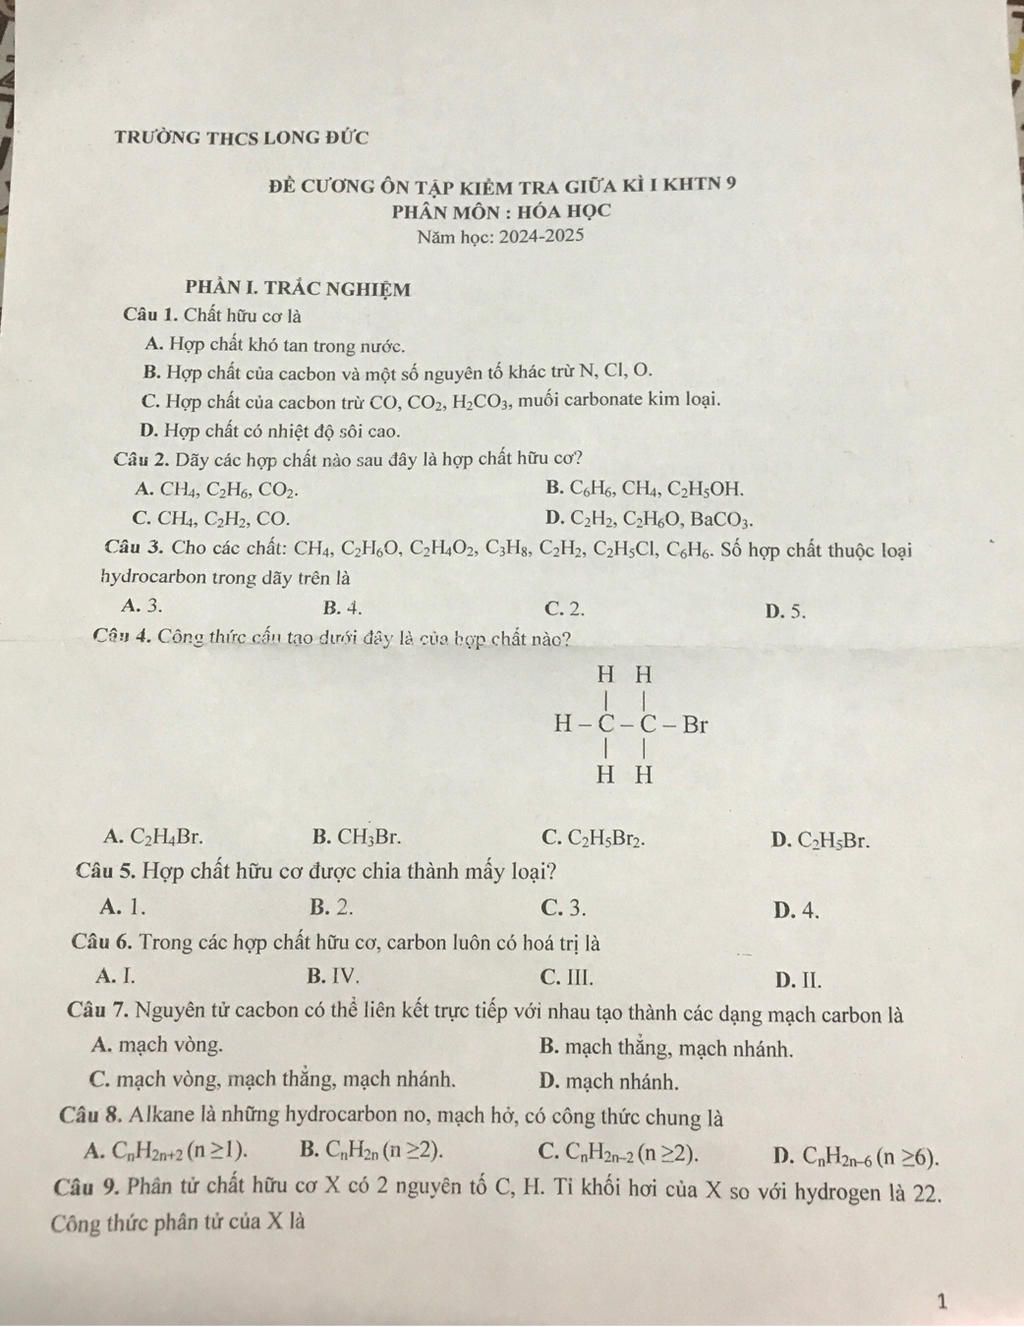 TRƯỜNG THCS LONG ĐỨC
ĐỀ CƯƠNG ÔN TẬP KIỂM TRA GIỮA KÌ I KHTN 9
PHÂN MÔN : HÓA HỌC
Năm học: 2024-2025
PHẦN I. TRẮC NGHIỆM
Câu 1. Chất hữu cơ là
A. Hợp chất khó tan trong nước.
B. Hợp chất của cacbon và một số nguyên tố khác trừ N, Cl, O.
C. Hợp chất của cacbon trừ CO, CO₂, H₂CO₃, muối carbonate kim loại.
D. Hợp chất có nhiệt độ sôi cao.
Câu 2. Dãy các hợp chất nào sau đây là hợp chất hữu cơ?
A. CH₄, C₂H₆, CO₂. B. C₆H₆, CH₄, C₂H₅OH.
C. CH₄, C₂H₂, CO. D. C₂H₂, C₂H₆O, BaCO₃.
Câu 3. Cho các chất: CH₄, C₂H₆O, C₂H₄O₂, C₃H₈, C₂H₂, C₂H₅Cl, C₆H₆. Số hợp chất thuộc loại
hydrocarbon trong dãy trên là
A. 3. B. 4. C. 2. D. 5.
Câu 4. Công thức cấu tạo dưới đây là của hợp chất nào?
H H
| |
H – C – C – Br
| |
H H
A. C₂H₄Br. B. CH₃Br. C. C₂H₅Br₂. D. C₂H₅Br.
Câu 5. Hợp chất hữu cơ được chia thành mấy loại?
A. 1. B. 2. C. 3. D. 4.
Câu 6. Trong các hợp chất hữu cơ, carbon luôn có hoá trị là
A. I. B. IV. C. III. D. II.
Câu 7. Nguyên tử cacbon có thể liên kết trực tiếp với nhau tạo thành các dạng mạch carbon là
A. mạch vòng. B. mạch thẳng, mạch nhánh.
C. mạch vòng, mạch thẳng, mạch nhánh. D. mạch nhánh.
Câu 8. Alkane là những hydrocarbon no, mạch hở, có công thức chung là
A. CₙH₂ₙ₊₂ (n ≥1). B. CₙH₂ₙ (n ≥2). C. CₙH₂ₙ₋₂ (n ≥2). D. CₙH₂ₙ₋₆ (n ≥6).
Câu 9. Phân tử chất hữu cơ X có 2 nguyên tố C, H. Tỉ khối hơi của X so với hydrogen là 22.
Công thức phân tử của X là
1